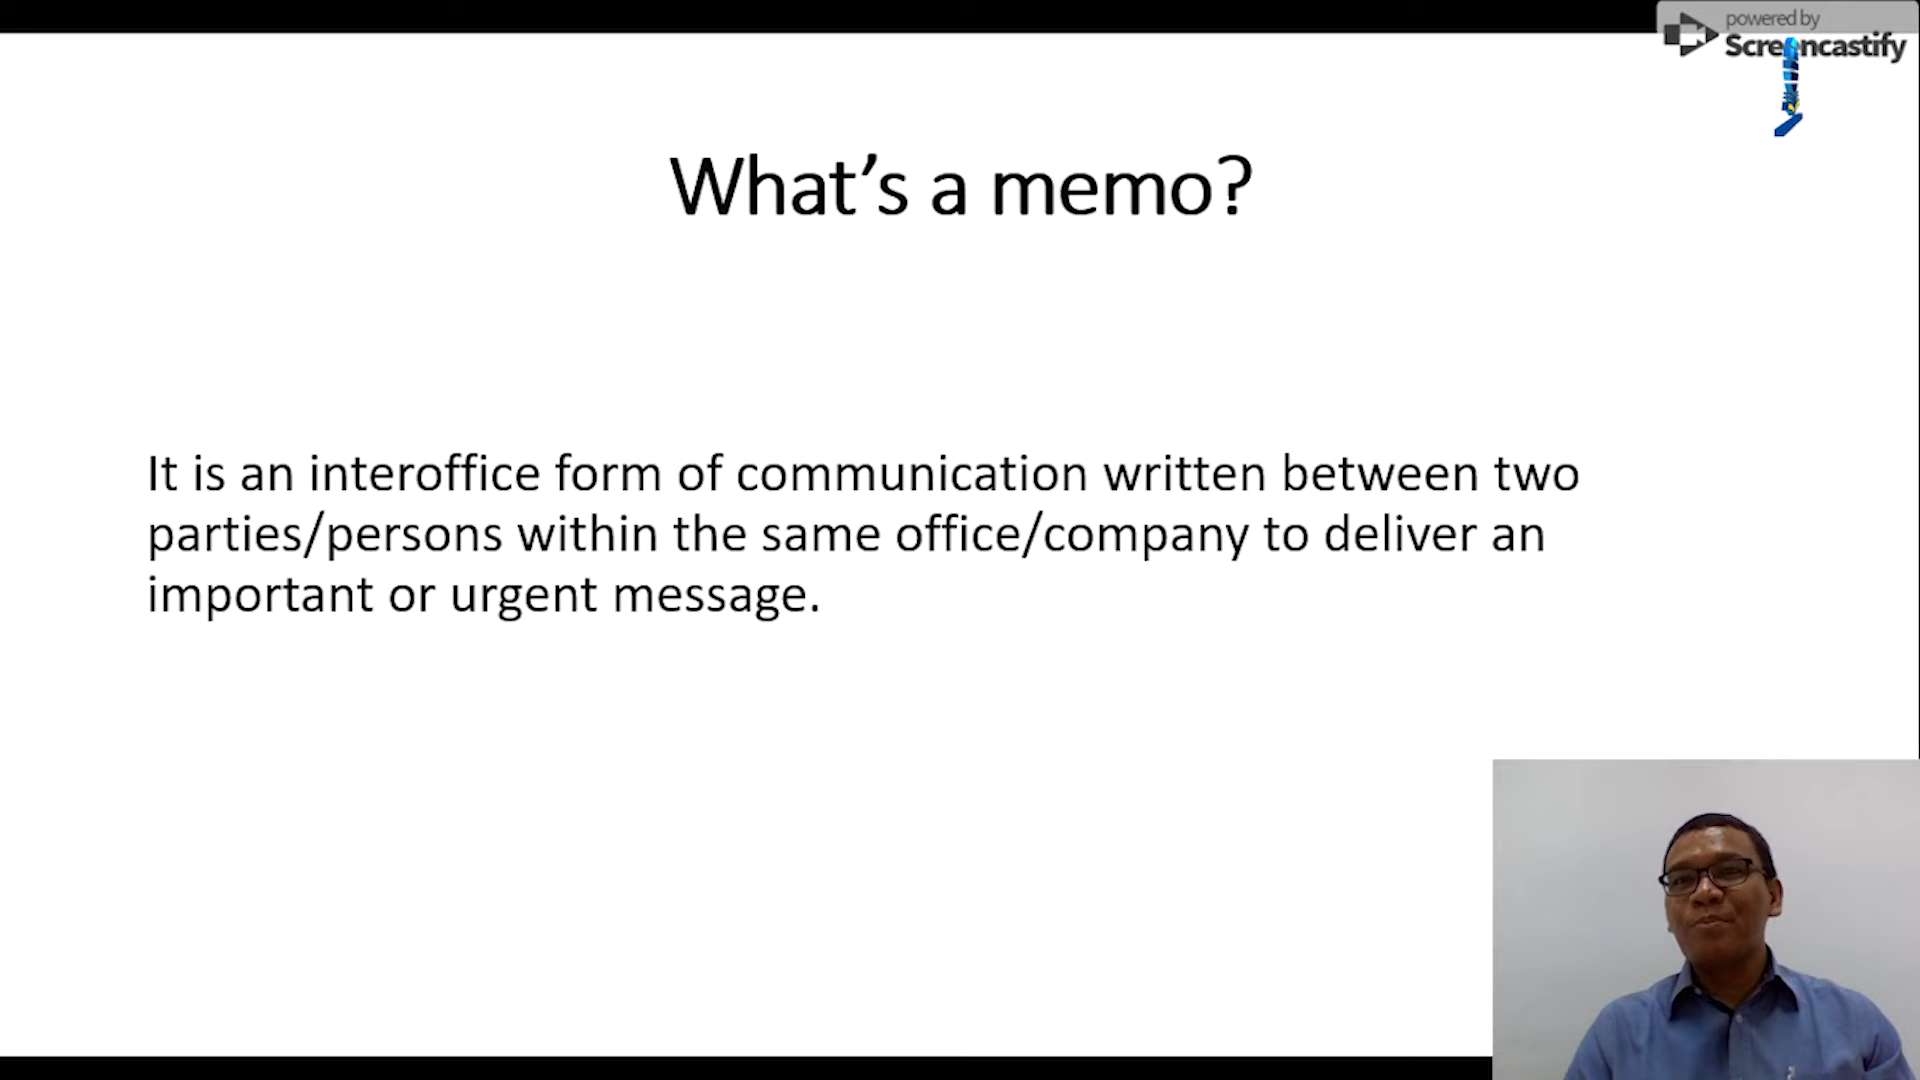 powered by
Screencastify
What’s a memo?
It is an interoffice form of communication written between two
parties/persons within the same office/company to deliver an
important or urgent message.